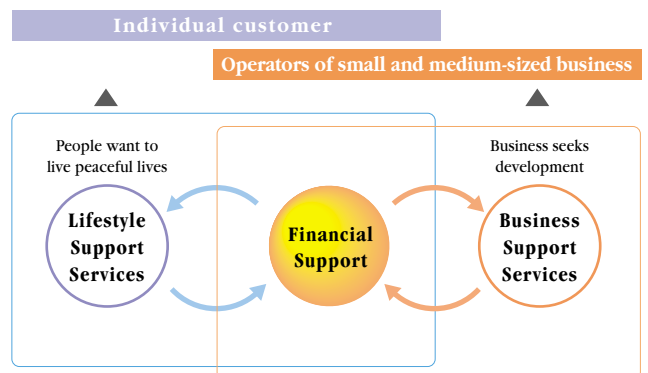 Individual customer
Operators of small and medium-sized business
People want to
live peaceful lives
Business seeks
development
Lifestyle
Support
Services
Financial
Support
Business
Support
Services